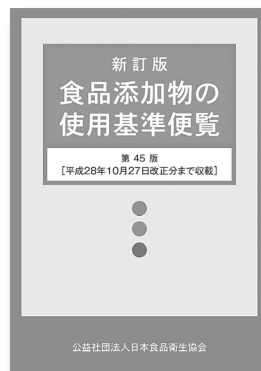 新訂版
食品添加物の
使用基準便覧
第 45 版
[平成28年10月27日改正分まで収載]
公益社団法人日本食品衛生協会